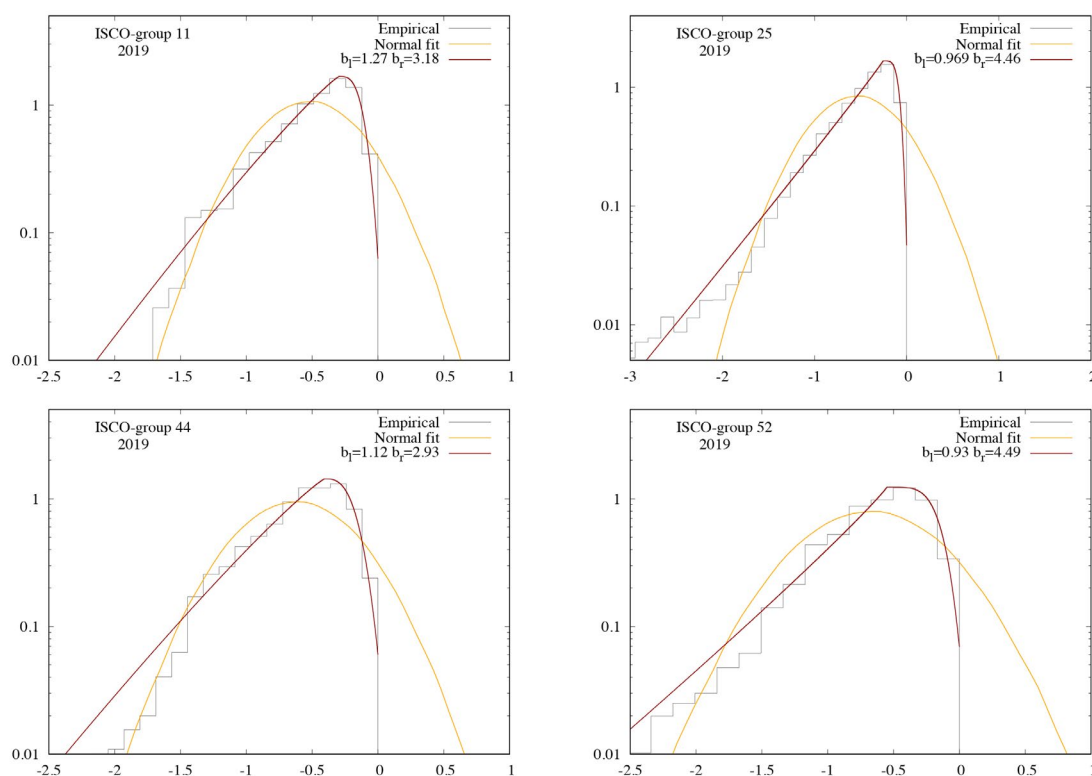 ISCO-group 11
2019
Empirical
Normal fit
bl=1.27 br=3.18
1
0.1
0.01
-2.5 -2 -1.5 -1 -0.5 0 0.5 1
ISCO-group 25
2019
Empirical
Normal fit
bl=0.969 br=4.46
1
0.1
0.01
-3 -2 -1 0 1 2
ISCO-group 44
2019
Empirical
Normal fit
bl=1.12 br=2.93
1
0.1
0.01
-2.5 -2 -1.5 -1 -0.5 0 0.5 1
ISCO-group 52
2019
Empirical
Normal fit
bl=0.93 br=4.49
1
0.1
0.01
-2.5 -2 -1.5 -1 -0.5 0 0.5 1